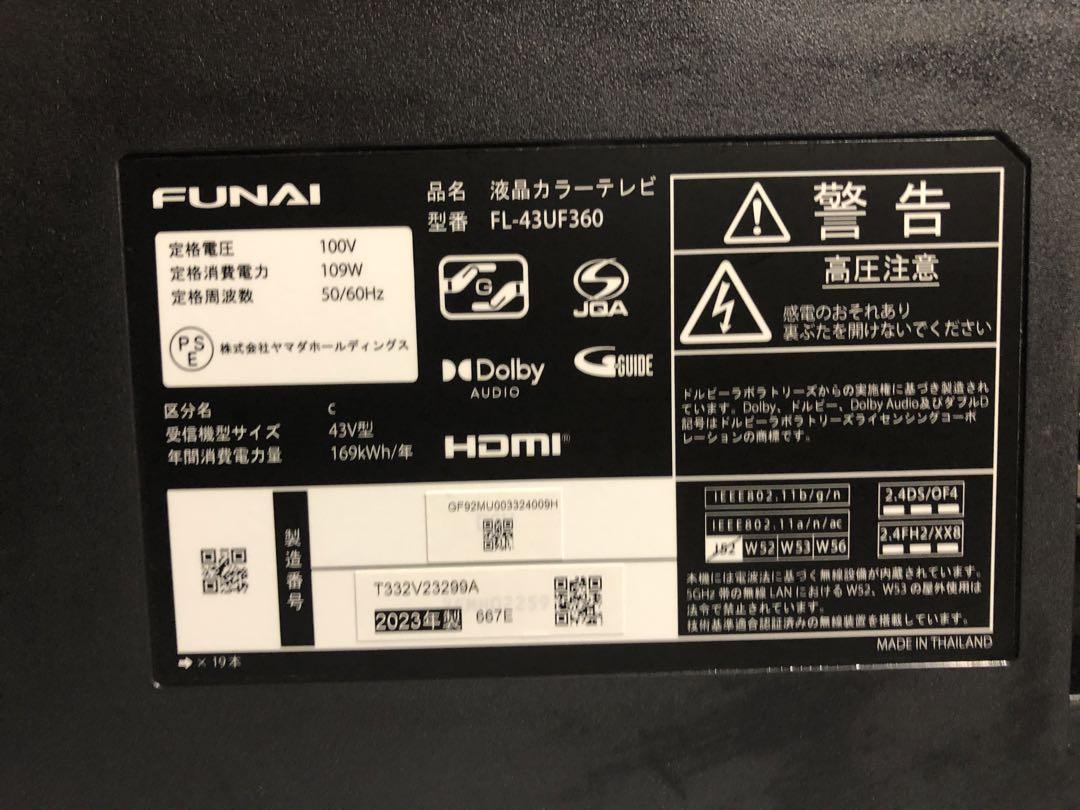 FUNAI
品名 液晶カラーテレビ
型番 FL-43UF360
定格電圧 100V
定格消費電力 109W
定格周波数 50/60Hz
PSE 株式会社ヤマダホールディングス
区分名 C
受信機型サイズ 43V型
年間消費電力量 169kWh/年
G
JQA
Dolby
AUDIO
G-GUIDE
HDMI®
警告
高圧注意
感電のおそれあり
裏ぶたを開けないでください
ドルビーラボラトリーズからの実施権に基づき製造され
ています。Dolby、ドルビー、Dolby Audio及びダブルD
記号はドルビーラボラトリーズライセンシングコーポ
レーションの商標です。
IEEE802.11b/g/n
IEEE802.11a/n/ac
J52 W52 W53 W56
2.4DS/OF4
2.4FH2/XX8
本機には電波法に基づく無線設備が内蔵されています。
5GHz 帯の無線 LAN における W52、W53 の屋外使用は
法令で禁止されています。
技術基準適合認証済みの無線装置を搭載しています。
製造番号
GF92MU003324009H
T332V23299A
2023年製 667E
× 19本
MADE IN THAILAND